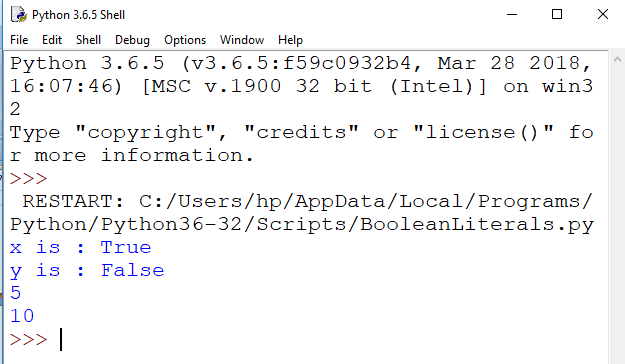 Python 3.6.5 Shell
File Edit Shell Debug Options Window Help
Python 3.6.5 (v3.6.5:f59c0932b4, Mar 28 2018,
16:07:46) [MSC v.1900 32 bit (Intel)] on win3
2
Type "copyright", "credits" or "license()" fo
r more information.
>>>
RESTART: C:/Users/hp/AppData/Local/Programs/
Python/Python36-32/Scripts/BooleanLiterals.py
x is : True
y is : False
5
10
>>>